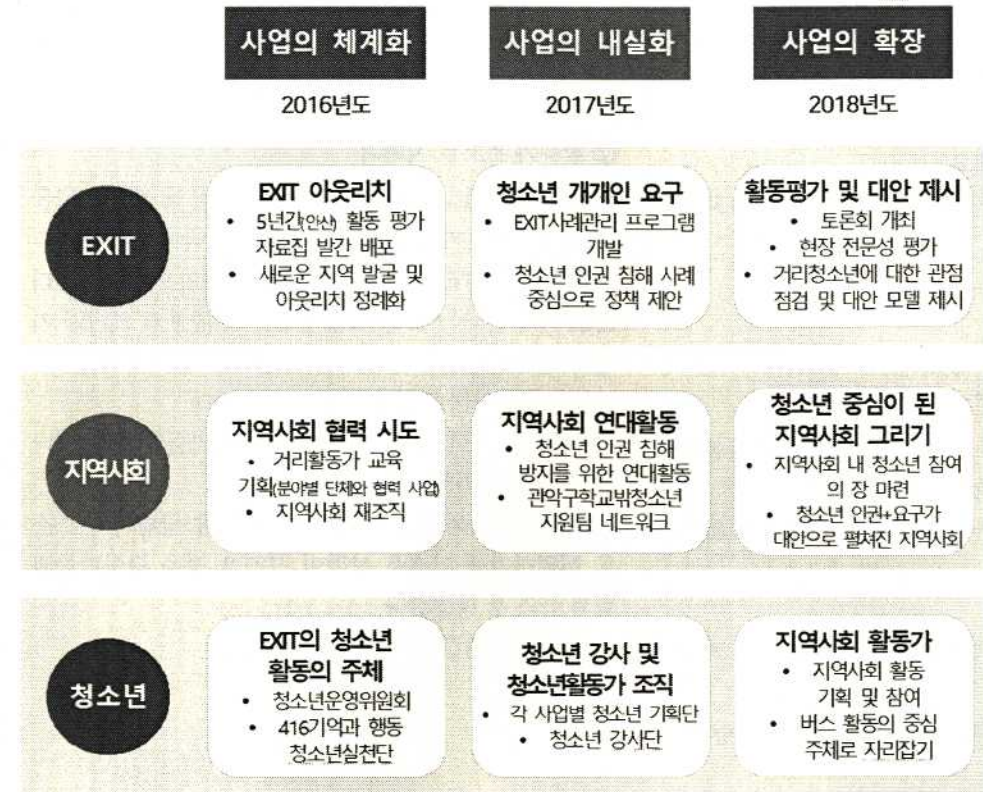 사업의 체계화
사업의 내실화
사업의 확장
2016년도
2017년도
2018년도
EXIT
EXIT 아웃리치
• 5년간(안산) 활동 평가
자료집 발간 배포
• 새로운 지역 발굴 및
아웃리치 정례화
청소년 개개인 요구
• EXIT사례관리 프로그램
개발
• 청소년 인권 침해 사례
중심으로 정책 제안
활동평가 및 대안 제시
• 토론회 개최
• 현장 전문성 평가
• 거리청소년에 대한 관점
점검 및 대안 모델 제시
지역사회
지역사회 협력 시도
• 거리활동가 교육
기획(분야별 단체와 협력 사업)
• 지역사회 재조직
지역사회 연대활동
• 청소년 인권 침해
방지를 위한 연대활동
• 관악구학교밖청소년
지원팀 네트워크
청소년 중심이 된
지역사회 그리기
• 지역사회 내 청소년 참여
의 장 마련
• 청소년 인권+요구가
대안으로 펼쳐진 지역사회
청소년
EXIT의 청소년
활동의 주체
• 청소년운영위원회
• 416기억과 행동
청소년실천단
청소년 강사 및
청소년활동가 조직
• 각 사업별 청소년 기획단
• 청소년 강사단
지역사회 활동가
• 지역사회 활동
기획 및 참여
• 버스 활동의 중심
주체로 자리잡기